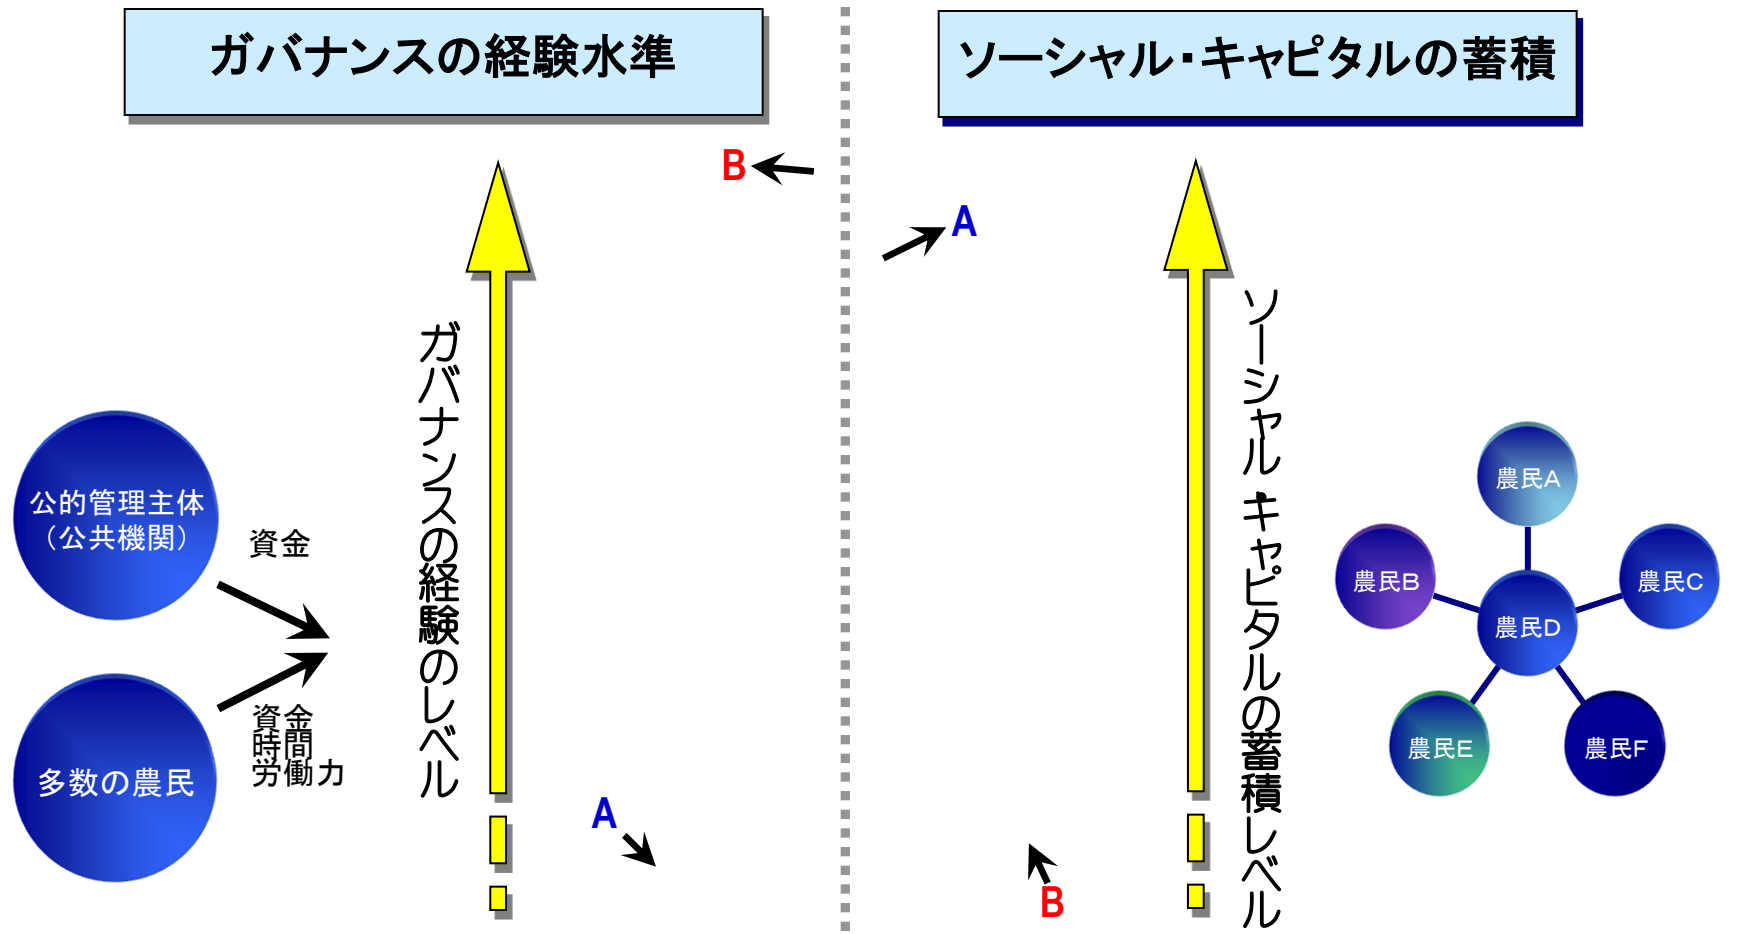 ガバナンスの経験水準
ソーシャル・キャピタルの蓄積
B
A
ガバナンスの経験のレベル
公的管理主体
（公共機関）
資金
多数の農民
資金
時間
労働力
A
ソーシャル・キャピタルの蓄積レベル
農民A
農民B
農民C
農民D
農民E
農民F
B